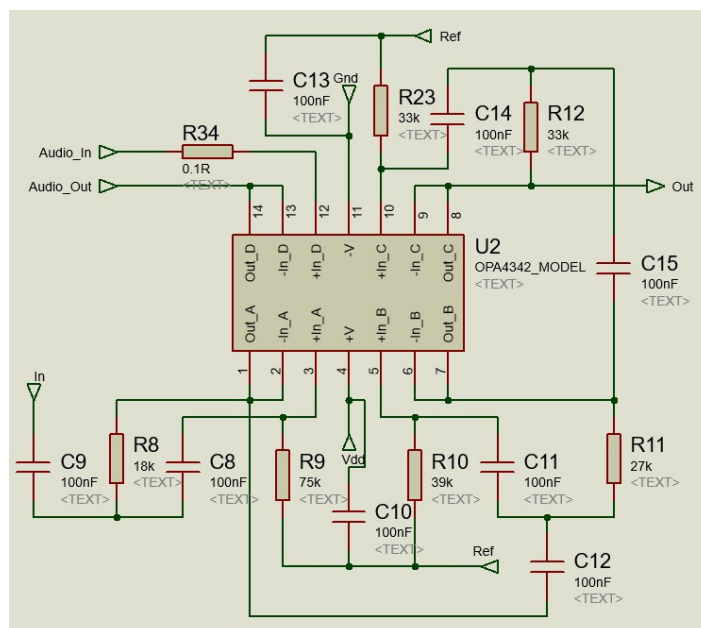 Ref
C13
100nF
<TEXT>
Gnd
R23
33k
<TEXT>
C14
100nF
<TEXT>
R12
33k
<TEXT>
R34
0.1R
<TEXT>
Audio_In
Audio_Out
Out
14
13
12
11
10
9
8
Out_D
-In_D
+In_D
-V
+In_C
-In_C
Out_C
U2
OPA4342_MODEL
<TEXT>
C15
100nF
<TEXT>
Out_A
-In_A
+In_A
+V
+In_B
-In_B
Out_B
1
2
3
4
5
6
7
In
C9
100nF
<TEXT>
R8
18k
<TEXT>
C8
100nF
<TEXT>
R9
75k
<TEXT>
Vdd
C10
100nF
<TEXT>
R10
39k
<TEXT>
C11
100nF
<TEXT>
R11
27k
<TEXT>
Ref
C12
100nF
<TEXT>